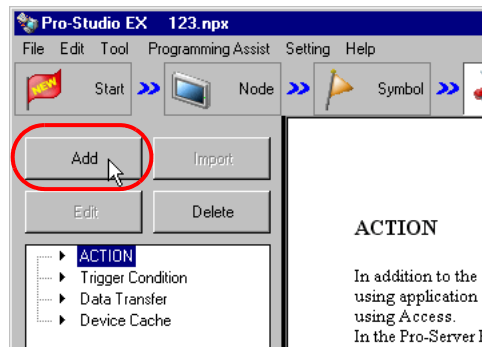 Pro-Studio EX 123.npx
File Edit Tool Programming Assist Setting Help
NEW Start Node Symbol
Add Import
Edit Delete
ACTION
Trigger Condition
Data Transfer
Device Cache
ACTION
In addition to the
using application
using Access.
In the Pro-Server